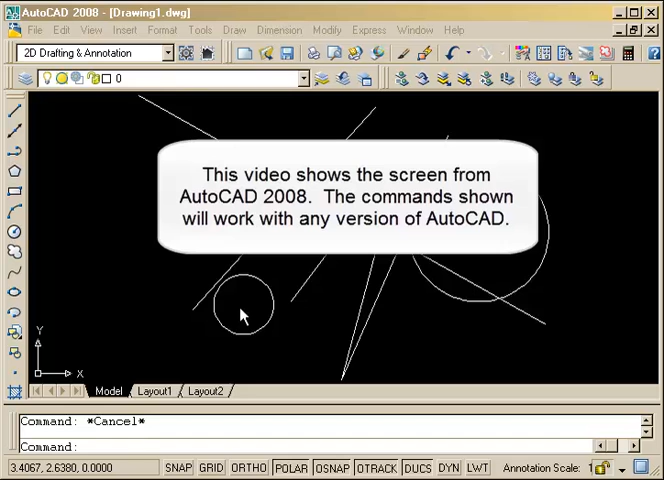 AutoCAD 2008 - [Drawing1.dwg]
File Edit View Insert Format Tools Draw Dimension Modify Express Window Help
2D Drafting & Annotation
0
This video shows the screen from
AutoCAD 2008. The commands shown
will work with any version of AutoCAD.
Y
X
Model Layout1 Layout2
Command: *Cancel*
Command:
3.4067, 2.6380, 0.0000 SNAP GRID ORTHO POLAR OSNAP OTRACK DUCS DYN LWT Annotation Scale: 1